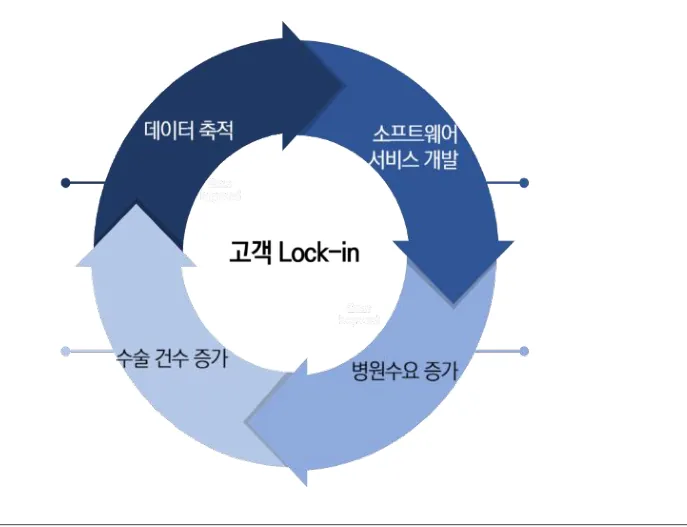 데이터 축적
소프트웨어
서비스 개발
고객 Lock-in
수술 건수 증가
병원수요 증가